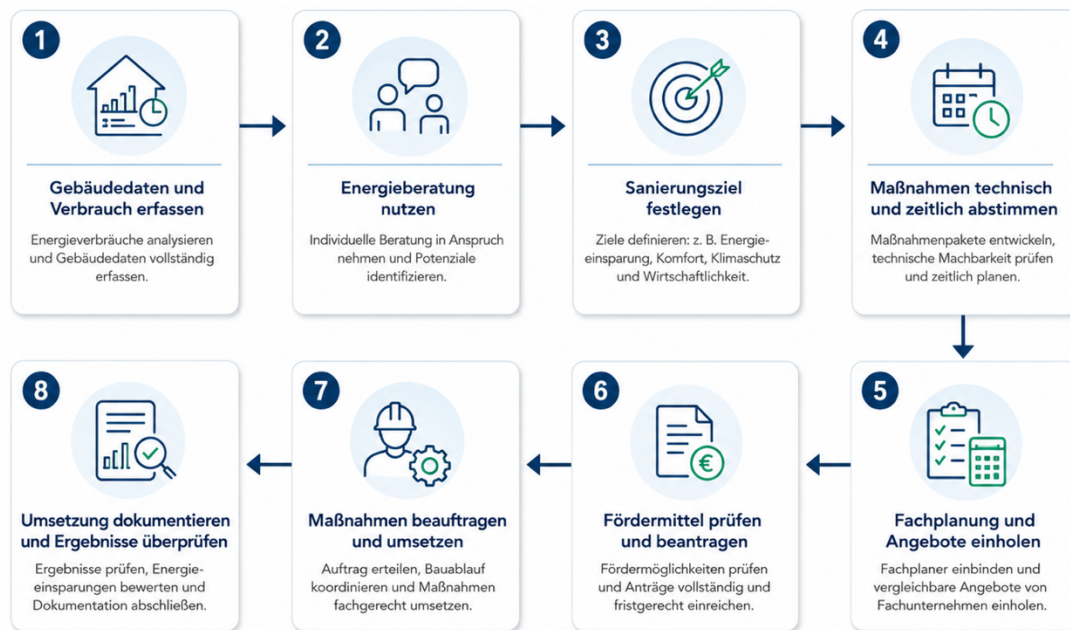 1
Gebäudedaten und
Verbrauch erfassen
Energieverbräuche analysieren
und Gebäudedaten vollständig
erfassen.
2
Energieberatung
nutzen
Individuelle Beratung in Anspruch
nehmen und Potenziale
identifizieren.
3
Sanierungsziel
festlegen
Ziele definieren: z. B. Energie-
einsparung, Komfort, Klimaschutz
und Wirtschaftlichkeit.
4
Maßnahmen technisch
und zeitlich abstimmen
Maßnahmenpakete entwickeln,
technische Machbarkeit prüfen
und zeitlich planen.
5
Fachplanung und
Angebote einholen
Fachplaner einbinden und
vergleichbare Angebote von
Fachunternehmen einholen.
6
€
Fördermittel prüfen
und beantragen
Fördermöglichkeiten prüfen
und Anträge vollständig und
fristgerecht einreichen.
7
Maßnahmen beauftragen
und umsetzen
Auftrag erteilen, Bauablauf
koordinieren und Maßnahmen
fachgerecht umsetzen.
8
Umsetzung dokumentieren
und Ergebnisse überprüfen
Ergebnisse prüfen, Energie-
einsparungen bewerten und
Dokumentation abschließen.